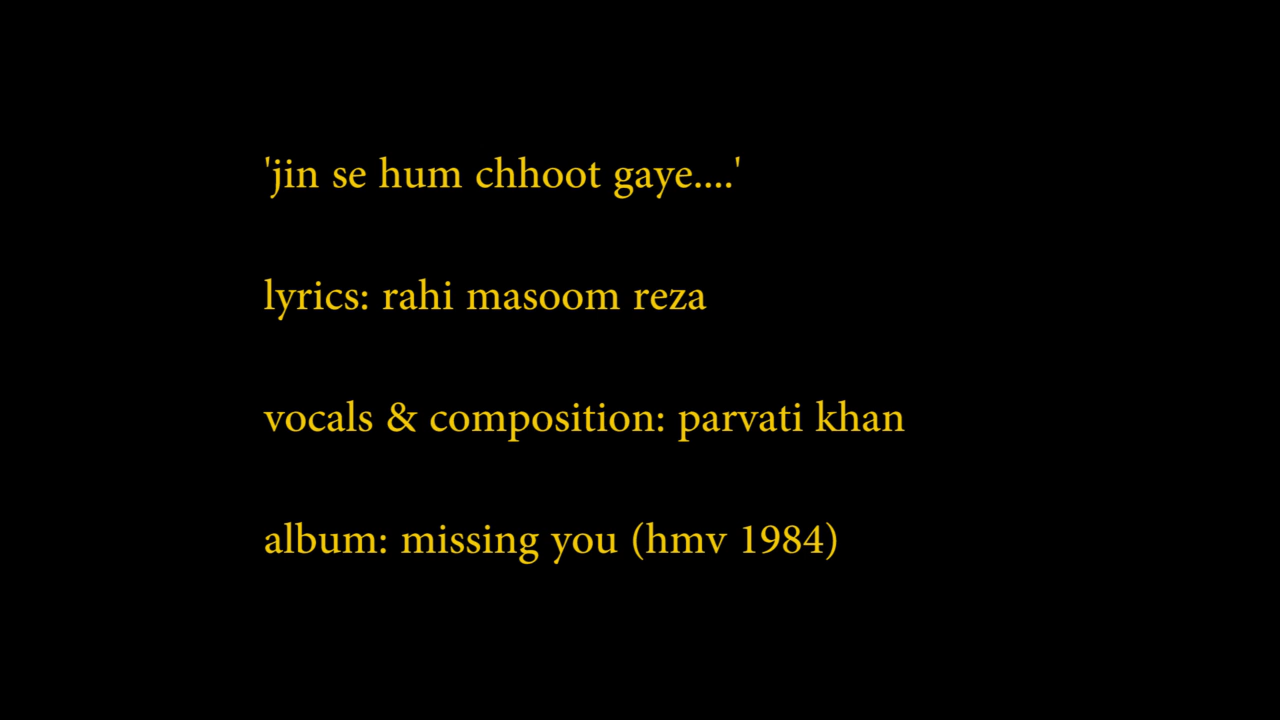 'jin se hum chhoot gaye....'
lyrics: rahi masoom reza
vocals & composition: parvati khan
album: missing you (hmv 1984)